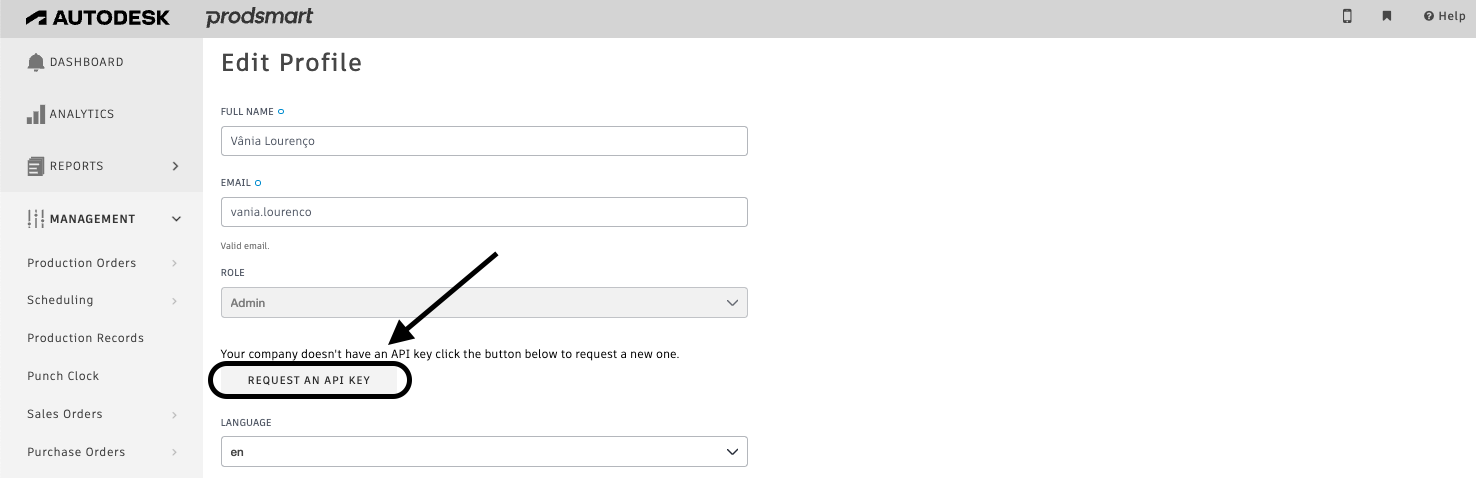 AUTODESK prodsmart Help
DASHBOARD
ANALYTICS
REPORTS
MANAGEMENT
Production Orders
Scheduling
Production Records
Punch Clock
Sales Orders
Purchase Orders
Edit Profile
FULL NAME
Vânia Lourenço
EMAIL
vania.lourenco
Valid email.
ROLE
Admin
Your company doesn't have an API key click the button below to request a new one.
REQUEST AN API KEY
LANGUAGE
en